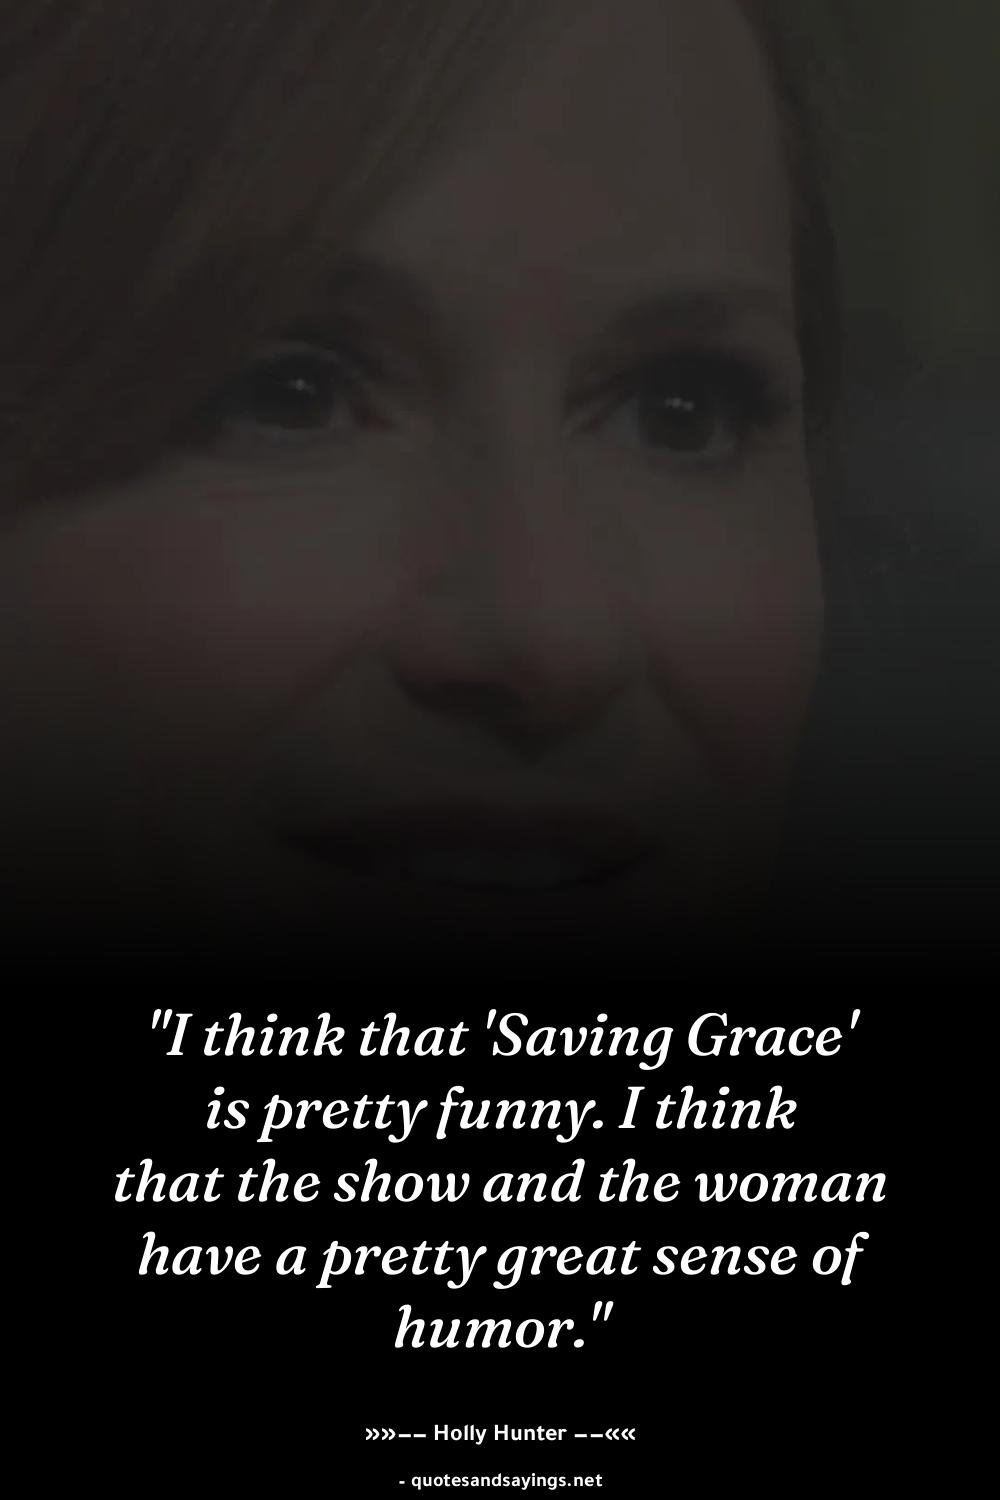 "I think that 'Saving Grace'
is pretty funny. I think
that the show and the woman
have a pretty great sense of
humor."
»»−− Holly Hunter −−««
- quotesandsayings.net